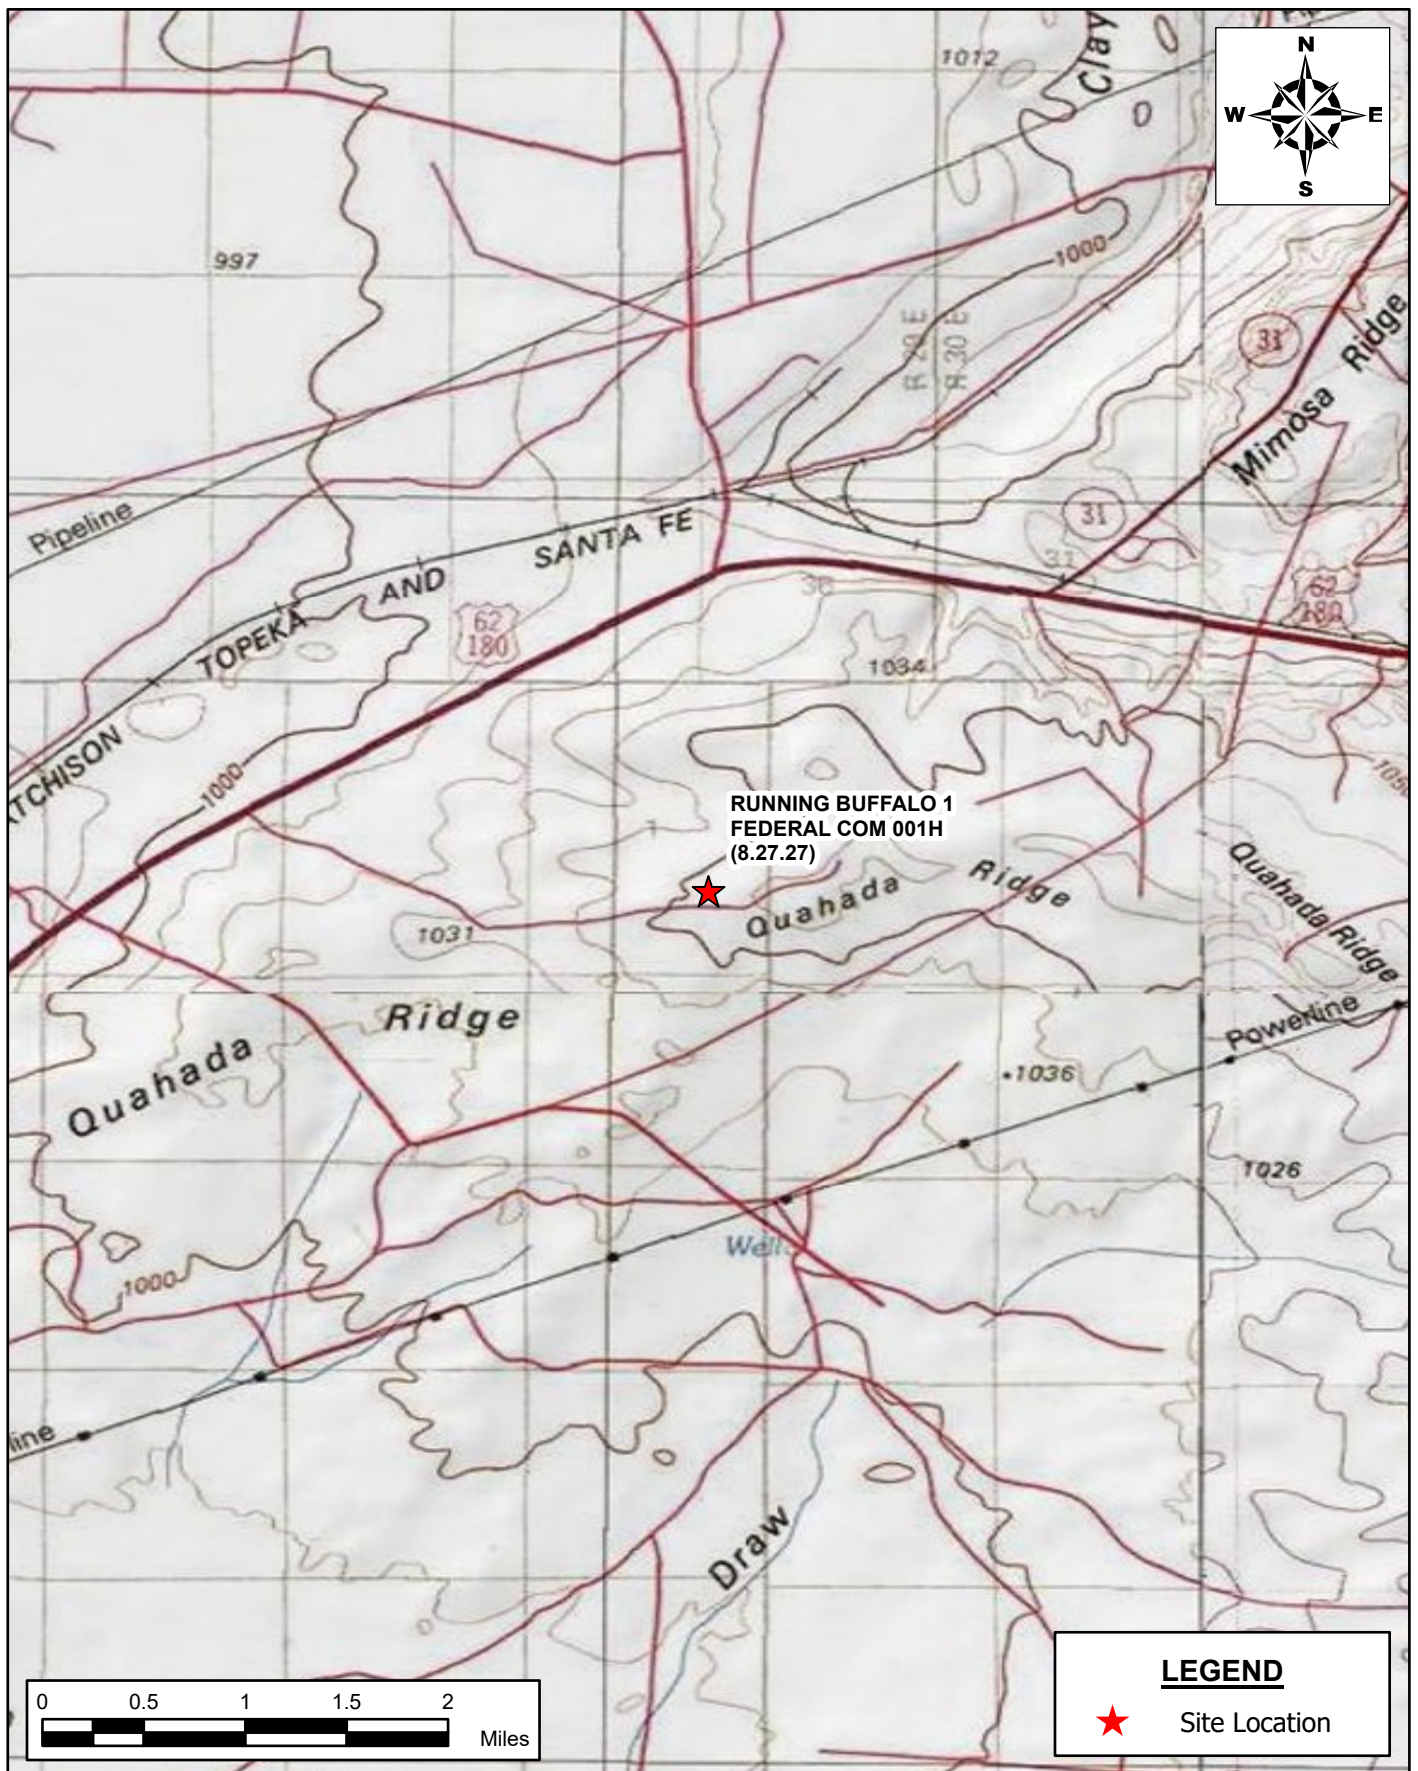 1012
Clay
N
W
E
S
997
1000
R 29 E
R 30 E
31
Mimosa Ridge
Pipeline
31
31
ATCHISON TOPEKA AND SANTA FE
62
180
36
62
180
1034
1000
1050
RUNNING BUFFALO 1
FEDERAL COM 001H
(8.27.27)
Quahada Ridge
Quahada Ridge
1031
Quahada Ridge
Powerline
1036
1026
Well
1000
line
Draw
0 0.5 1 1.5 2
Miles
LEGEND
Site Location